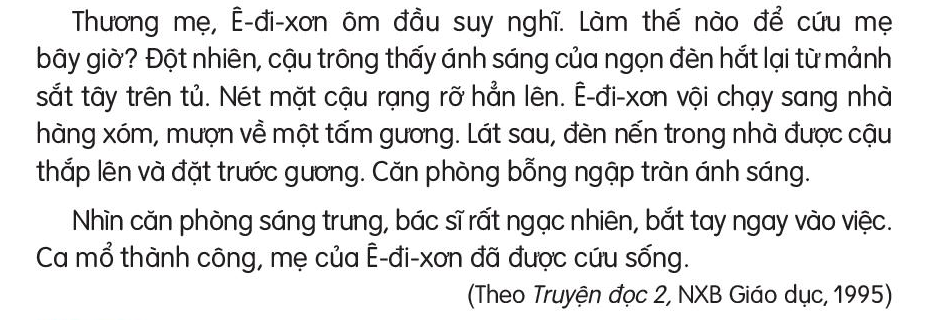 Thương mẹ, Ê-đi-xơn ôm đầu suy nghĩ. Làm thế nào để cứu mẹ
bây giờ? Đột nhiên, cậu trông thấy ánh sáng của ngọn đèn hắt lại từ mảnh
sắt tây trên tủ. Nét mặt cậu rạng rỡ hẳn lên. Ê-đi-xơn vội chạy sang nhà
hàng xóm, mượn về một tấm gương. Lát sau, đèn nến trong nhà được cậu
thắp lên và đặt trước gương. Căn phòng bỗng ngập tràn ánh sáng.
Nhìn căn phòng sáng trưng, bác sĩ rất ngạc nhiên, bắt tay ngay vào việc.
Ca mổ thành công, mẹ của Ê-đi-xơn đã được cứu sống.
(Theo Truyện đọc 2, NXB Giáo dục, 1995)